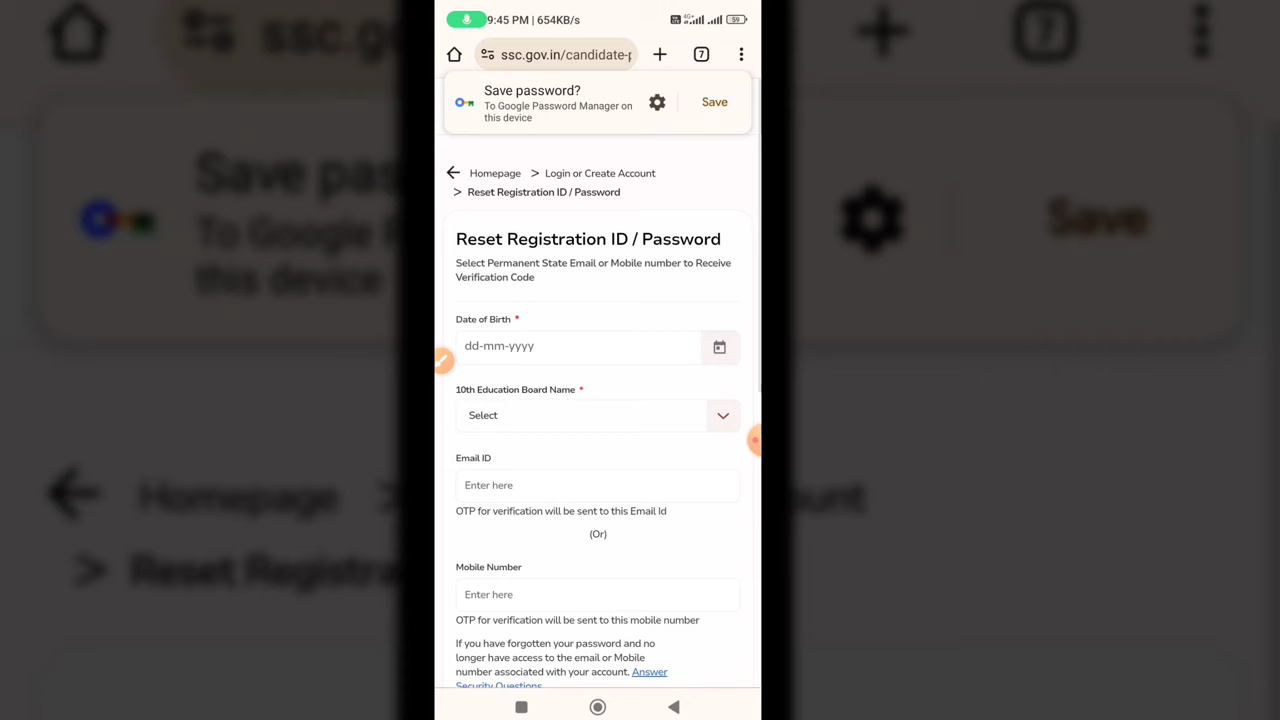 9:45 PM | 654KB/s
4G+
59
ssc.gov.in/candidate-p
7
Save password?
To Google Password Manager on
this device
Save
Homepage > Login or Create Account
> Reset Registration ID / Password
Reset Registration ID / Password
Select Permanent State Email or Mobile number to Receive
Verification Code
Date of Birth *
dd-mm-yyyy
10th Education Board Name *
Select
Email ID
Enter here
OTP for verification will be sent to this Email Id
(Or)
Mobile Number
Enter here
OTP for verification will be sent to this mobile number
If you have forgotten your password and no
longer have access to the email or Mobile
number associated with your account. Answer
Security Questions